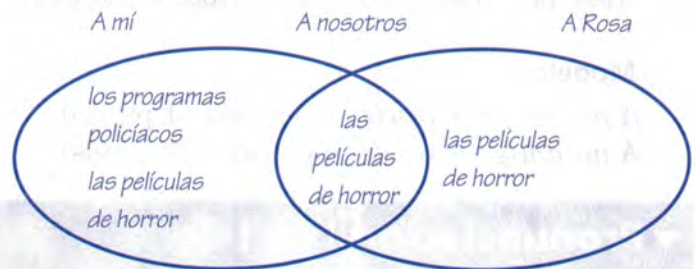 A mí A nosotros A Rosa
los programas
policíacos
las películas
de horror
las
películas
de horror
las películas
de horror